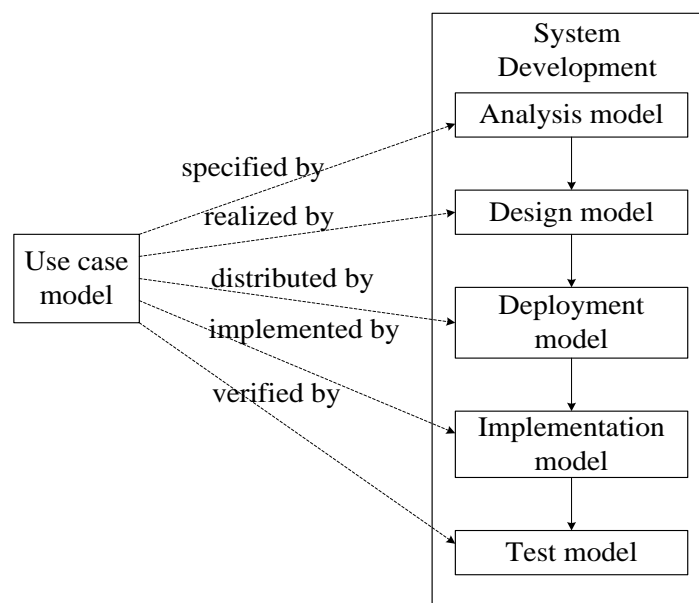 System
Development
Analysis model
specified by
realized by
Design model
Use case
model
distributed by
Deployment
model
implemented by
verified by
Implementation
model
Test model